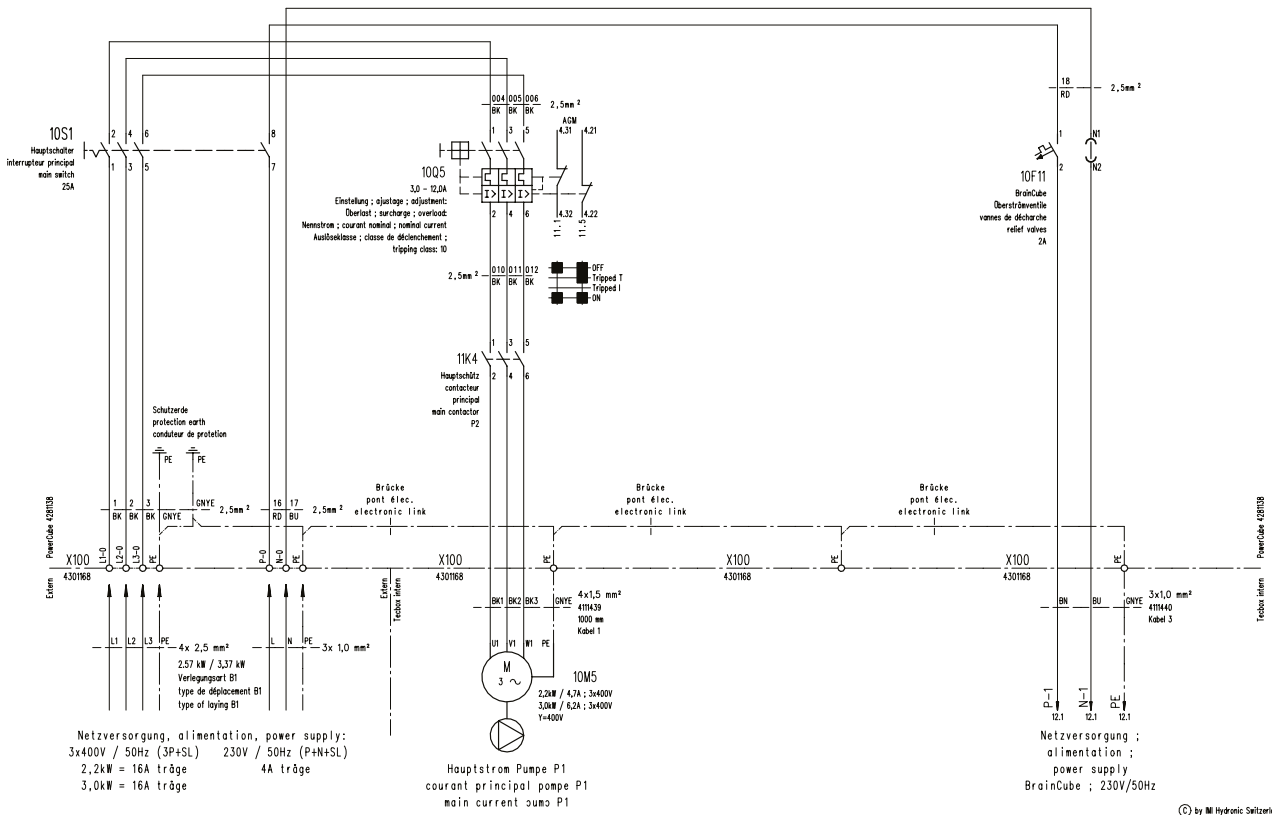 10S1
Hauptschalter
interrupteur principal
main switch
25A
2 4 6 8
1 3 5 7
004 005 006
BK BK BK
2,5mm²
AGM
1 3 5
4.31 4.21
10Q5
3,0 - 12,0A
Einstellung ; ajustage ; adjustment:
Überlast ; surcharge ; overload:
Nennstrom ; courant nominal ; nominal current
Auslöseklasse ; classe de déclenchement ;
tripping class: 10
I> I> I>
2 4 6
4.32 4.22
11.1 11.5
2,5mm²
010 011 012
BK BK BK
OFF
Tripped T
Tripped I
ON
11K4
Hauptschütz
contacteur
principal
main contactor
P2
1 3 5
2 4 6
18
RD
2,5mm²
1
2
N1
N2
10F11
BrainCube
Oberströmventile
vannes de décharche
relief valves
2A
Schutzerde
protection earth
conduteur de protetion
PE PE
1 2 3
BK BK BK GNYE
GNYE
2,5mm²
16 17
RD BU
2,5mm²
Brücke
pont élec.
electronic link
Brücke
pont élec.
electronic link
Brücke
pont élec.
electronic link
PowerCube 4281138
Extern
X100
4301168
L1-0 L2-0 L3-0 PE
P-0 N-0 PE
Extern
Tecbox intern
X100
4301168
PE
X100
4301168
PE
X100
4301168
PE
PowerCube 4281138
Tecbox intern
L1 L2 L3 PE
4x 2,5 mm²
2.57 kW / 3,37 kW
Verlegungsart B1
type de déplacement B1
type of laying B1
L N PE
3x 1,0 mm²
Netzversorgung, alimentation, power supply:
3x400V / 50Hz (3P+SL) 230V / 50Hz (P+N+SL)
2,2kW = 16A träge 4A träge
3,0kW = 16A träge
BK1 BK2 BK3 GNYE
4x1,5 mm²
4111439
1000 mm
Kabel 1
U1 V1 W1 PE
M
3 ~
10M5
2,2kW / 4,7A ; 3x400V
3,0kW / 6,2A ; 3x400V
Y=400V
Hauptstrom Pumpe P1
courant principal pompe P1
main current pump P1
BN BU GNYE
3x1,0 mm²
4111440
Kabel 3
P-1 N-1 PE
12.1 12.1 12.1
Netzversorgung ;
alimentation ;
power supply
BrainCube ; 230V/50Hz
© by IMI Hydronic Switzerl